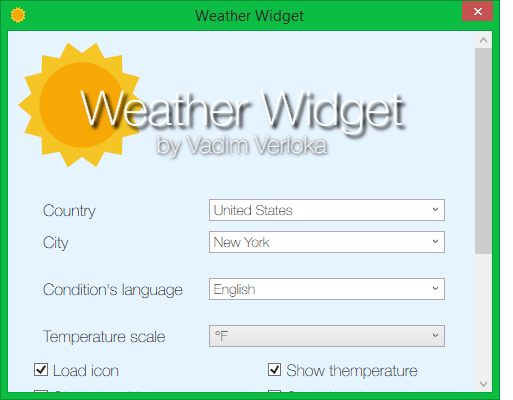 Weather Widget
Weather Widget
by Vadim Verloka
Country United States
City New York
Condition's language English
Temperature scale °F
Load icon Show themperature